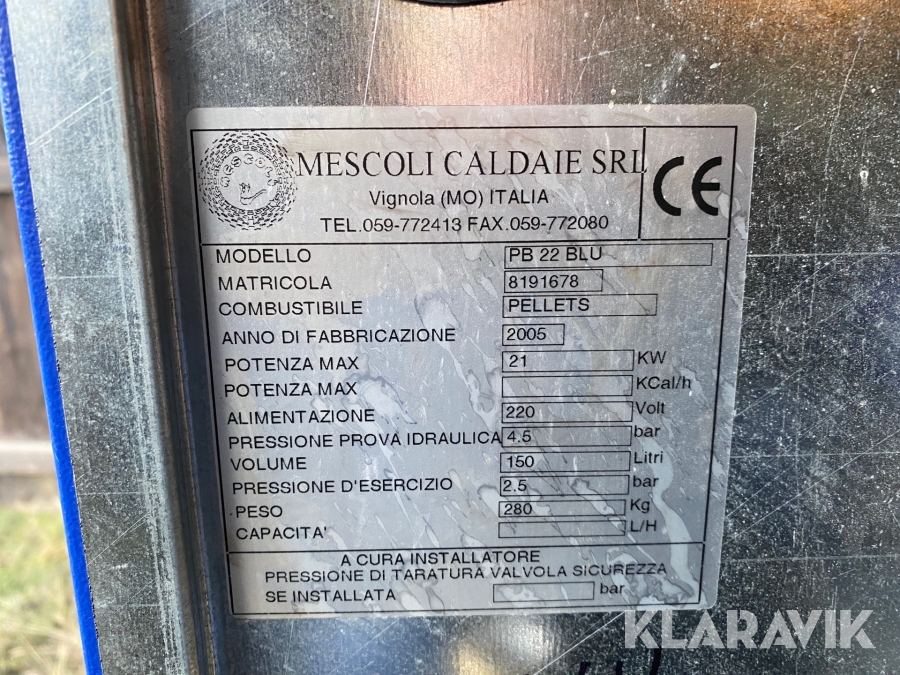 MESCOLI
MESCOLI CALDAIE SRL
CE
Vignola (MO) ITALIA
TEL.059-772413 FAX.059-772080
MODELLO PB 22 BLU
MATRICOLA 8191678
COMBUSTIBILE PELLETS
ANNO DI FABBRICAZIONE 2005
POTENZA MAX 21 KW
POTENZA MAX KCal/h
ALIMENTAZIONE 220 Volt
PRESSIONE PROVA IDRAULICA 4.5 bar
VOLUME 150 Litri
PRESSIONE D'ESERCIZIO 2.5 bar
PESO 280 Kg
CAPACITA' L/H
A CURA INSTALLATORE
PRESSIONE DI TARATURA VALVOLA SICUREZZA
SE INSTALLATA bar
KLARAVIK